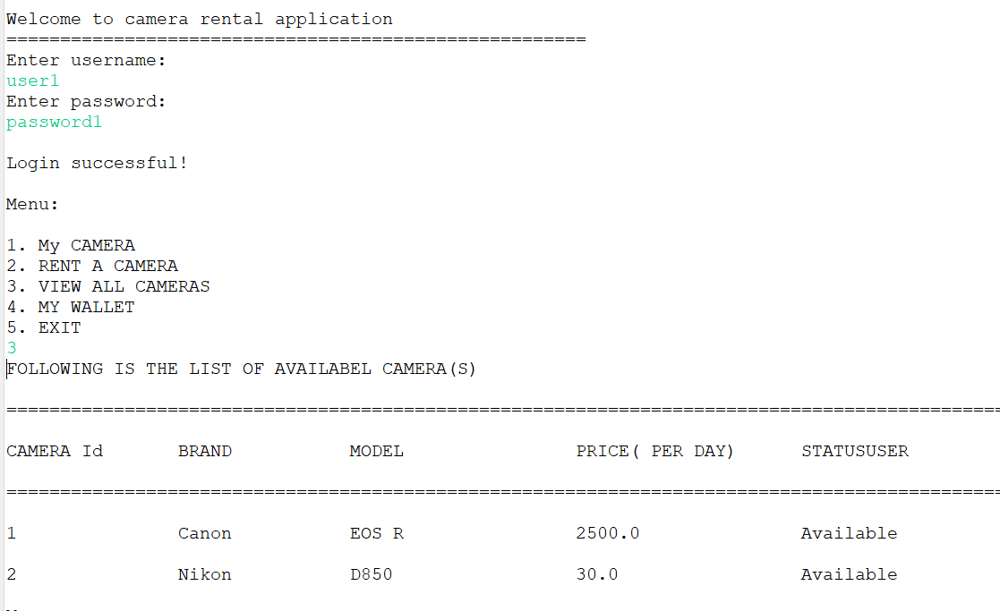 Welcome to camera rental application
======================================================
Enter username:
user1
Enter password:
password1
Login successful!
Menu:
1. My CAMERA
2. RENT A CAMERA
3. VIEW ALL CAMERAS
4. MY WALLET
5. EXIT
3
FOLLOWING IS THE LIST OF AVAILABEL CAMERA(S)
=============================================================================================
CAMERA Id BRAND MODEL PRICE( PER DAY) STATUSUSER
=============================================================================================
1 Canon EOS R 2500.0 Available
2 Nikon D850 30.0 Available